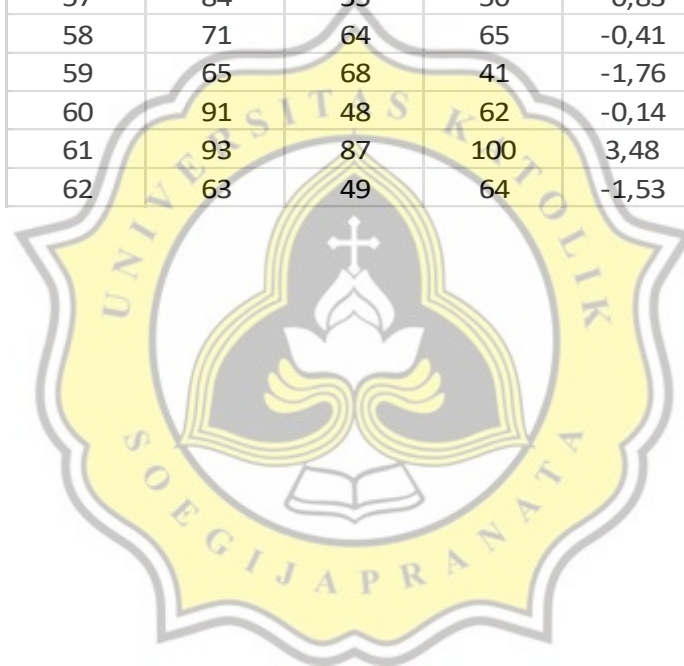 58 71 64 65 -0,41
59 65 68 41 -1,76
60 91 48 62 -0,14
61 93 87 100 3,48
62 63 49 64 -1,53
UNIVERSITAS KATOLIK
SOEGIJAPRANATA